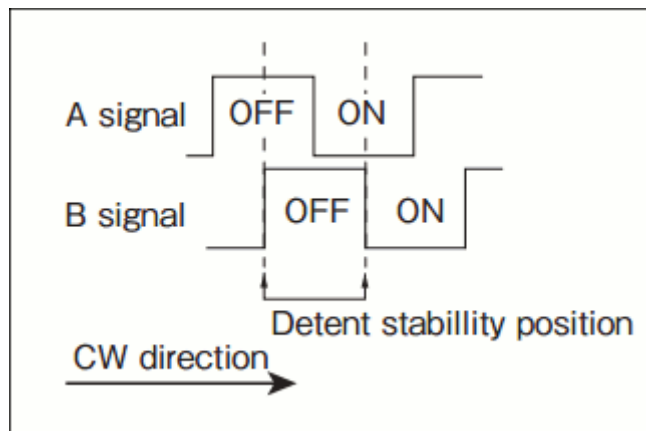 A signal OFF ON
B signal OFF ON
Detent stabillity position
CW direction